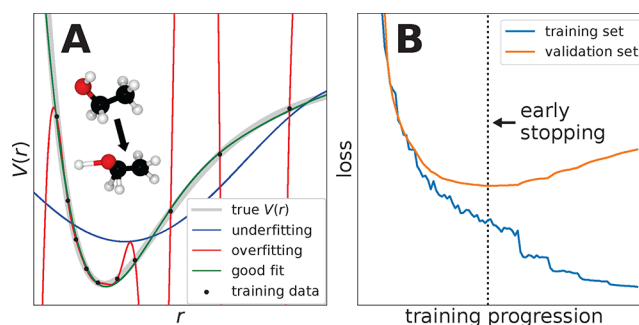 A
V(r)
true V(r)
underfitting
overfitting
good fit
training data
r
B
training set
validation set
early
stopping
loss
training progression